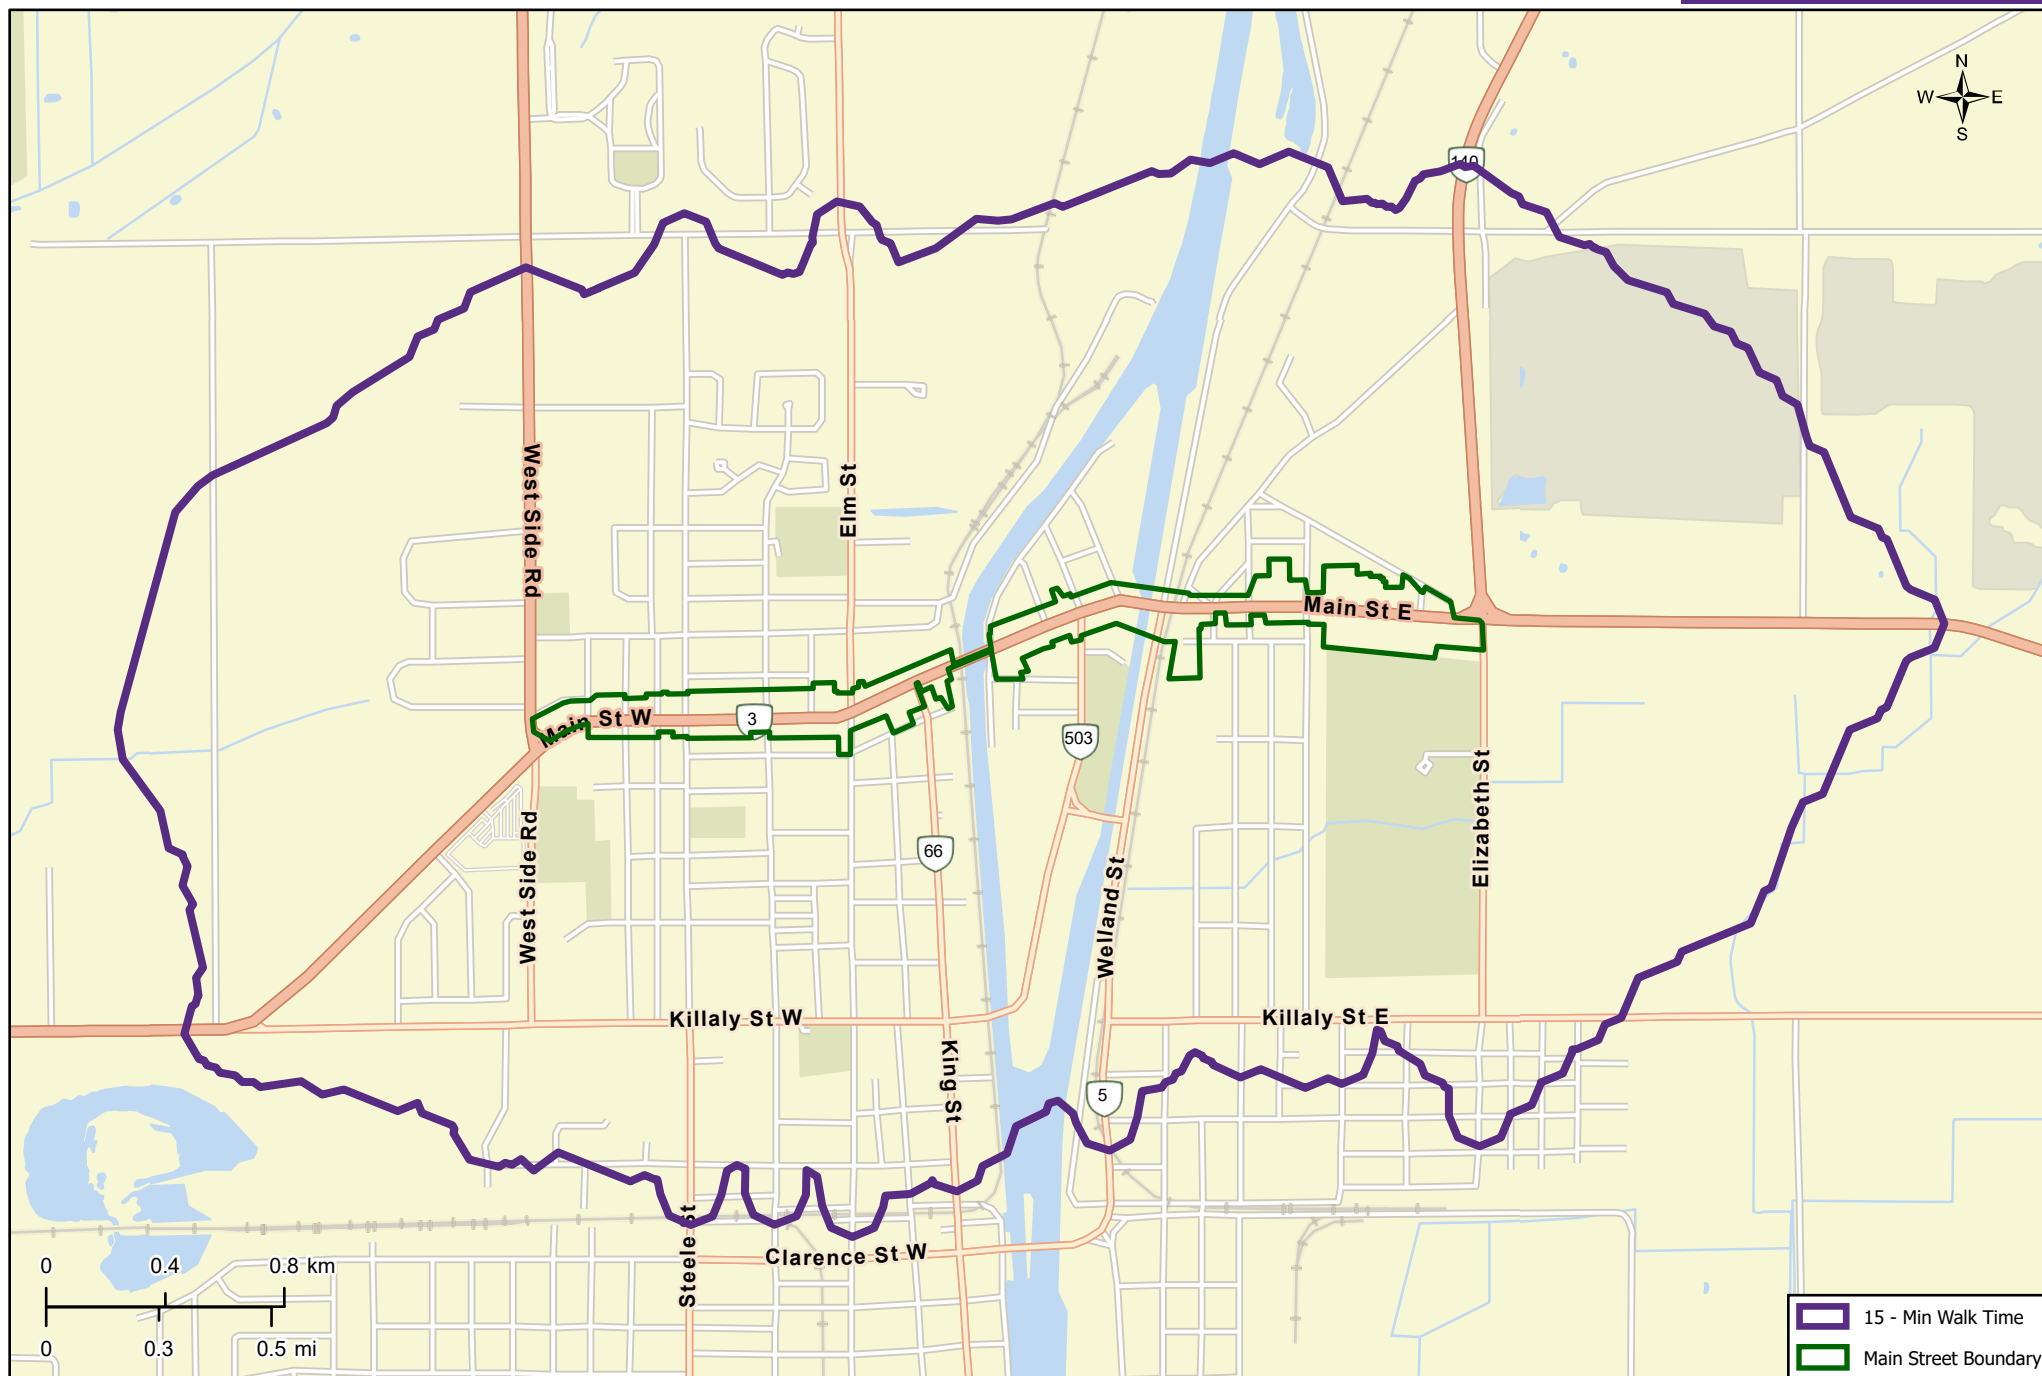 N
W E
S
140
West Side Rd
Elm St
Main St E
Main St W
3
503
Elizabeth St
66
West Side Rd
Welland St
Killaly St W
Killaly St E
King St
5
Steele St
Clarence St W
0 0.4 0.8 km
0 0.3 0.5 mi
15 - Min Walk Time
Main Street Boundary